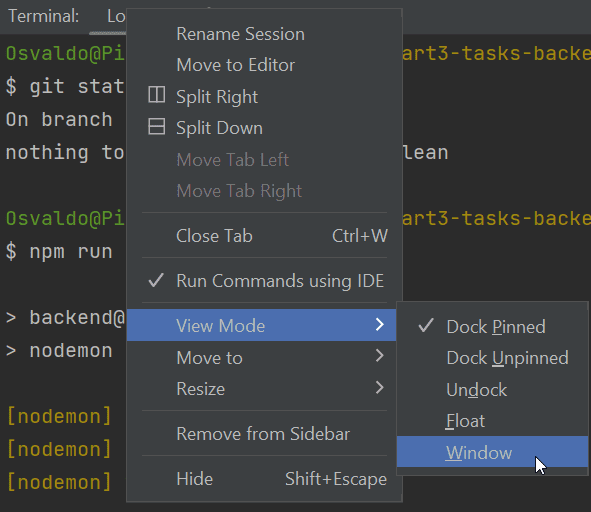 Terminal: Lo
Osvaldo@Pi
art3-tasks-backe
$ git stat
On branch
nothing to
lean
Osvaldo@Pi
art3-tasks-backe
$ npm run
> backend@
> nodemon
[nodemon]
[nodemon]
[nodemon]
Rename Session
Move to Editor
Split Right
Split Down
Move Tab Left
Move Tab Right
Close Tab Ctrl+W
Run Commands using IDE
View Mode
Move to
Resize
Remove from Sidebar
Hide Shift+Escape
Dock Pinned
Dock Unpinned
Undock
Float
Window